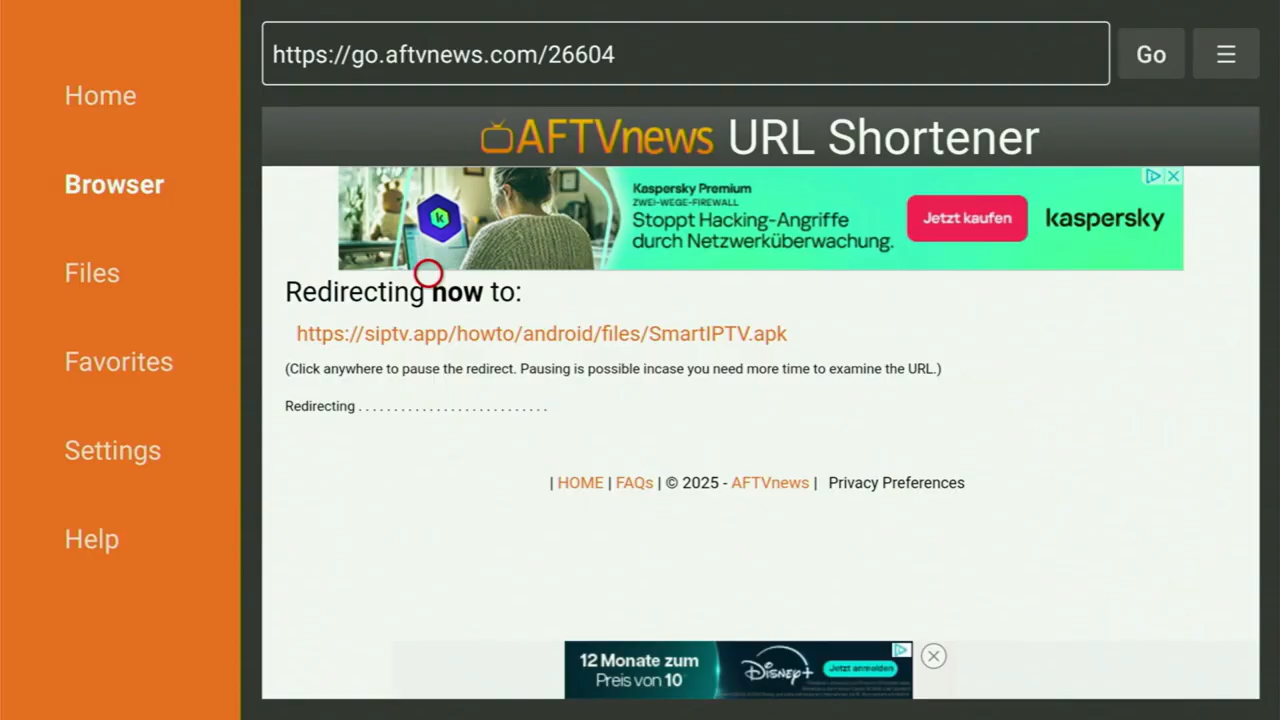 Home
Browser
Files
Favorites
Settings
Help
https://go.aftvnews.com/26604
Go
AFTVnews URL Shortener
Kaspersky Premium
ZWEI-WEGE-FIREWALL
Stoppt Hacking-Angriffe
durch Netzwerküberwachung.
Jetzt kaufen
kaspersky
Redirecting now to:
https://siptv.app/howto/android/files/SmartIPTV.apk
(Click anywhere to pause the redirect. Pausing is possible incase you need more time to examine the URL.)
Redirecting . . . . . . . . . . . . . . . . . . . . . . . . . . .
| HOME | FAQs | © 2025 - AFTVnews | Privacy Preferences
12 Monate zum
Preis von 10
Disney+
Jetzt anmelden